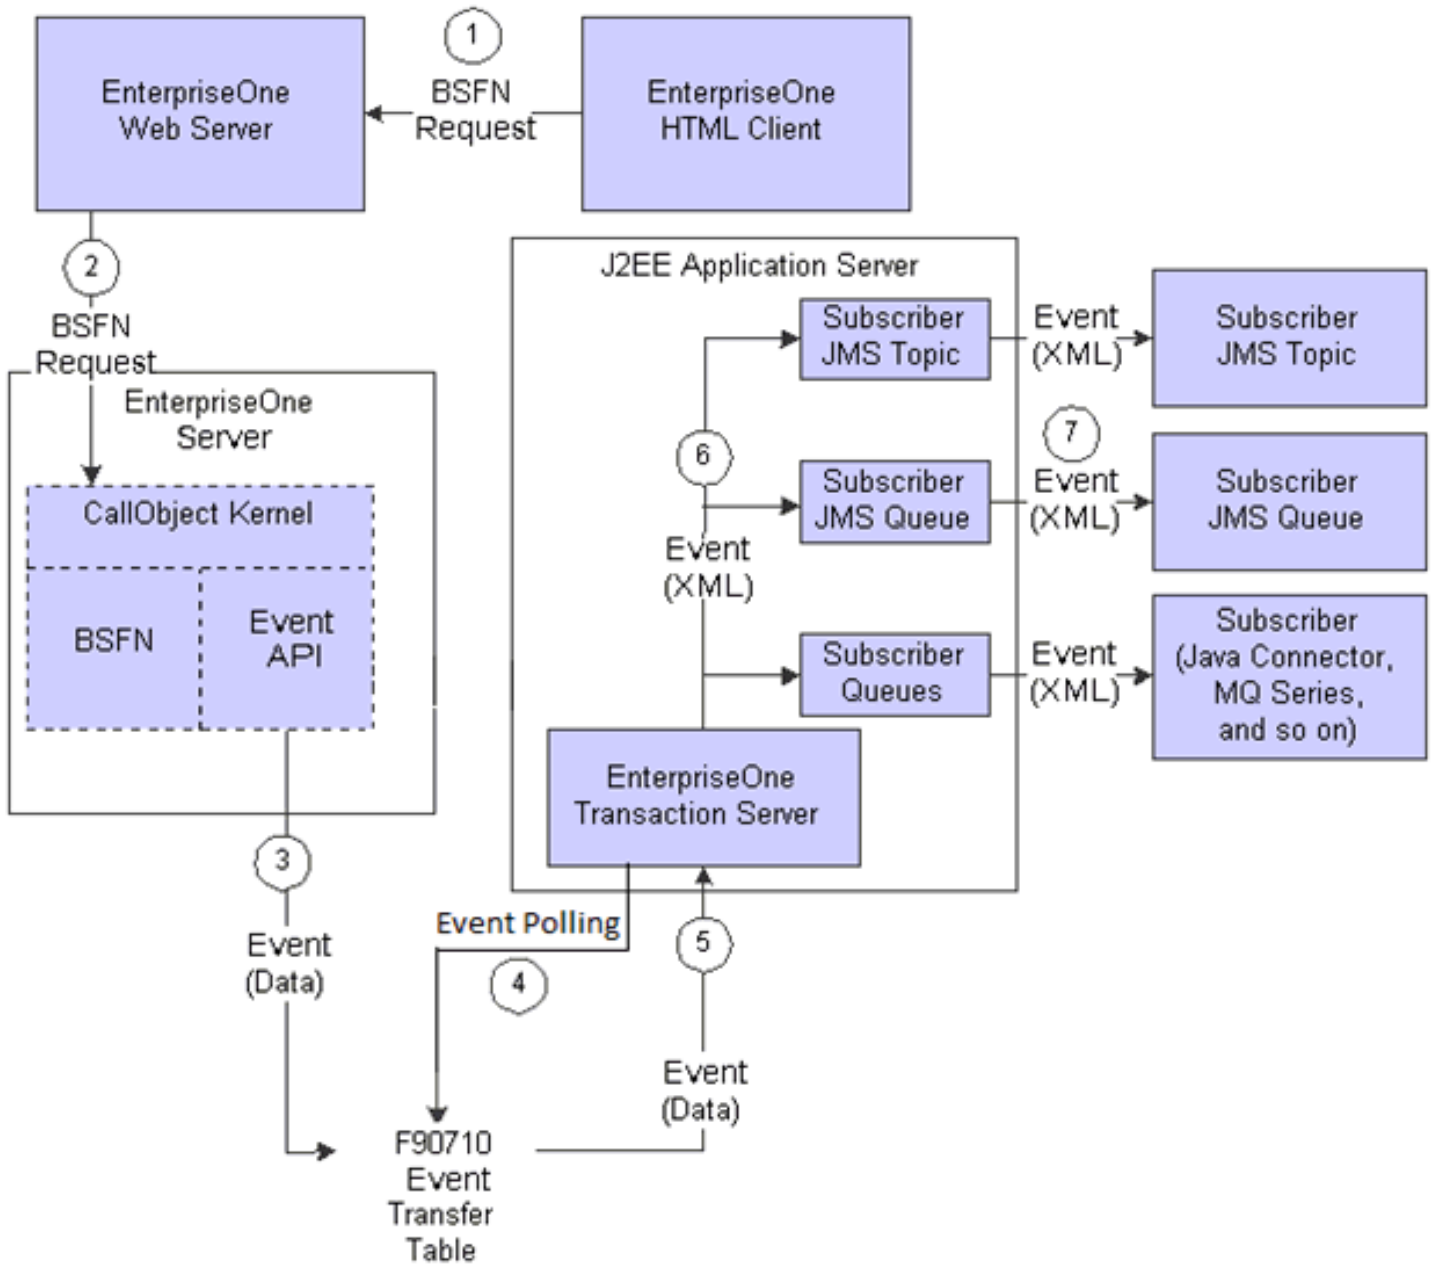 1
EnterpriseOne
Web Server
BSFN
Request
EnterpriseOne
HTML Client
2
BSFN
Request
EnterpriseOne
Server
CallObject Kernel
BSFN
Event
API
3
Event
(Data)
J2EE Application Server
Subscriber
JMS Topic
Event
(XML)
Subscriber
JMS Topic
6
7
Subscriber
JMS Queue
Event
(XML)
Subscriber
JMS Queue
Event
(XML)
Subscriber
Queues
Event
(XML)
Subscriber
(Java Connector,
MQ Series,
and so on)
EnterpriseOne
Transaction Server
Event Polling
4
5
Event
(Data)
F90710
Event
Transfer
Table